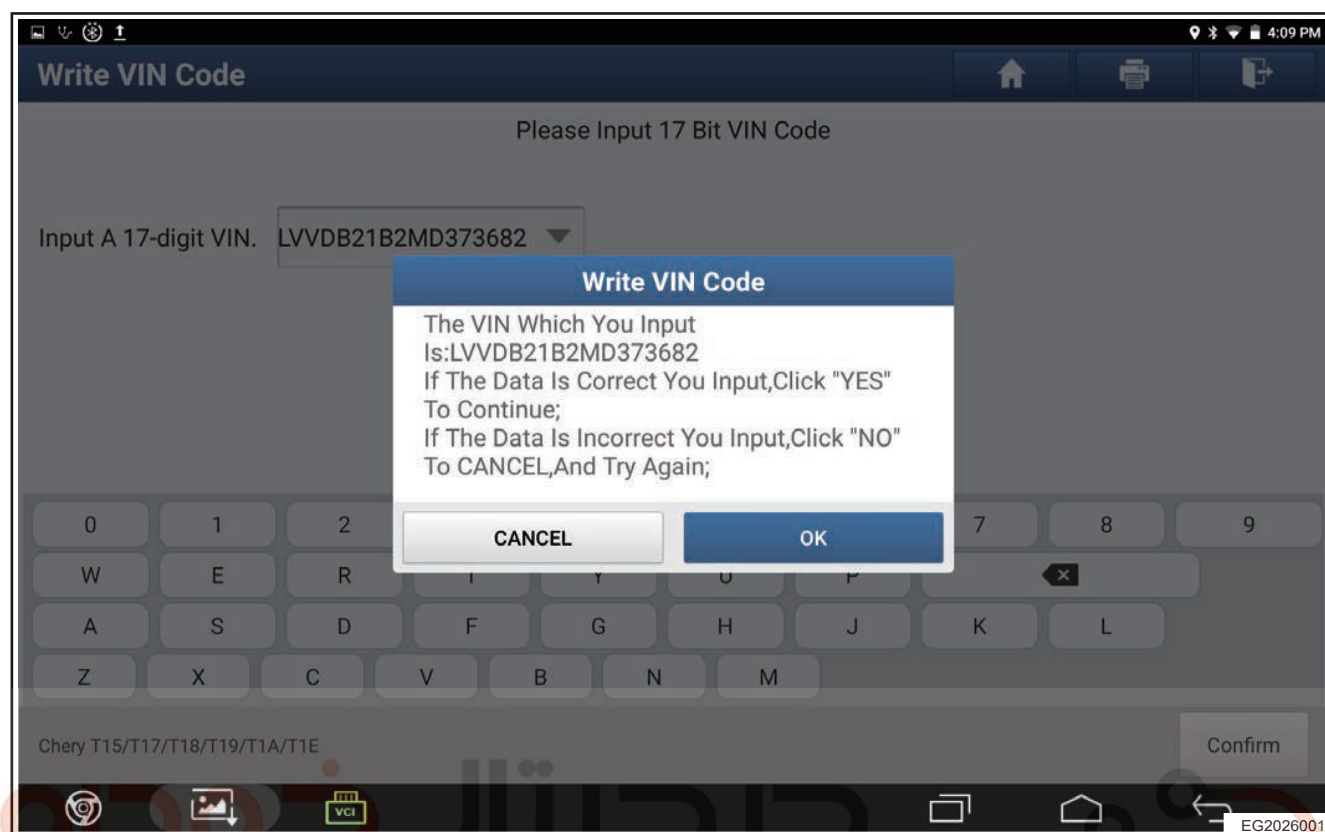 4:09 PM
Write VIN Code
Please Input 17 Bit VIN Code
Input A 17-digit VIN. LVVDB21B2MD373682
Write VIN Code
The VIN Which You Input
Is:LVVDB21B2MD373682
If The Data Is Correct You Input,Click "YES"
To Continue;
If The Data Is Incorrect You Input,Click "NO"
To CANCEL,And Try Again;
CANCEL OK
0 1 2 7 8 9
W E R T Y U P
A S D F G H J K L
Z X C V B N M
Chery T15/T17/T18/T19/T1A/T1E
Confirm
VCI
EG2026001